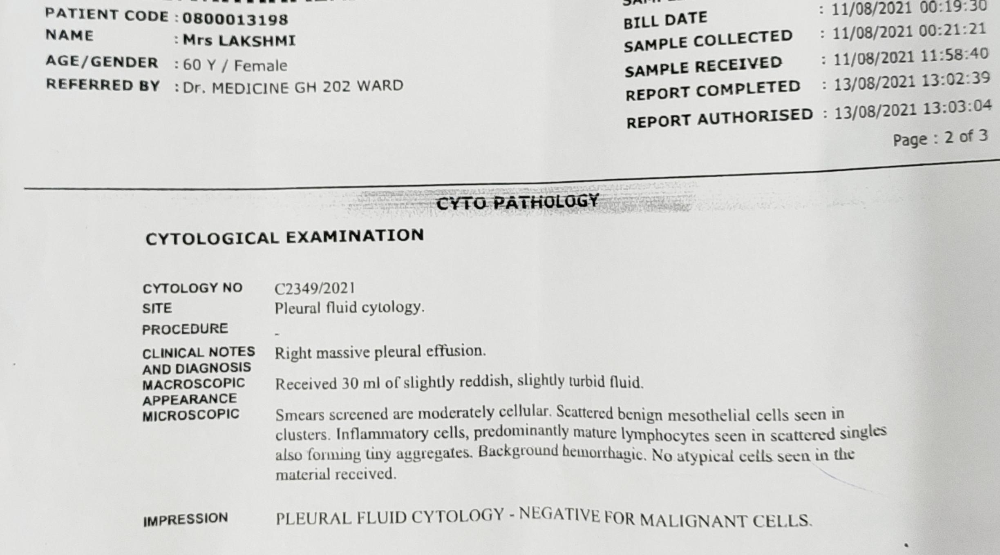 PATIENT CODE : 0800013198
NAME : Mrs LAKSHMI
AGE/GENDER : 60 Y / Female
REFERRED BY : Dr. MEDICINE GH 202 WARD
BILL DATE : 11/08/2021 00:19:30
SAMPLE COLLECTED : 11/08/2021 00:21:21
SAMPLE RECEIVED : 11/08/2021 11:58:40
REPORT COMPLETED : 13/08/2021 13:02:39
REPORT AUTHORISED : 13/08/2021 13:03:04
Page : 2 of 3
CYTO PATHOLOGY
CYTOLOGICAL EXAMINATION
CYTOLOGY NO C2349/2021
SITE Pleural fluid cytology.
PROCEDURE -
CLINICAL NOTES Right massive pleural effusion.
AND DIAGNOSIS
MACROSCOPIC Received 30 ml of slightly reddish, slightly turbid fluid.
APPEARANCE
MICROSCOPIC Smears screened are moderately cellular. Scattered benign mesothelial cells seen in
clusters. Inflammatory cells, predominantly mature lymphocytes seen in scattered singles
also forming tiny aggregates. Background hemorrhagic. No atypical cells seen in the
material received.
IMPRESSION PLEURAL FLUID CYTOLOGY - NEGATIVE FOR MALIGNANT CELLS.